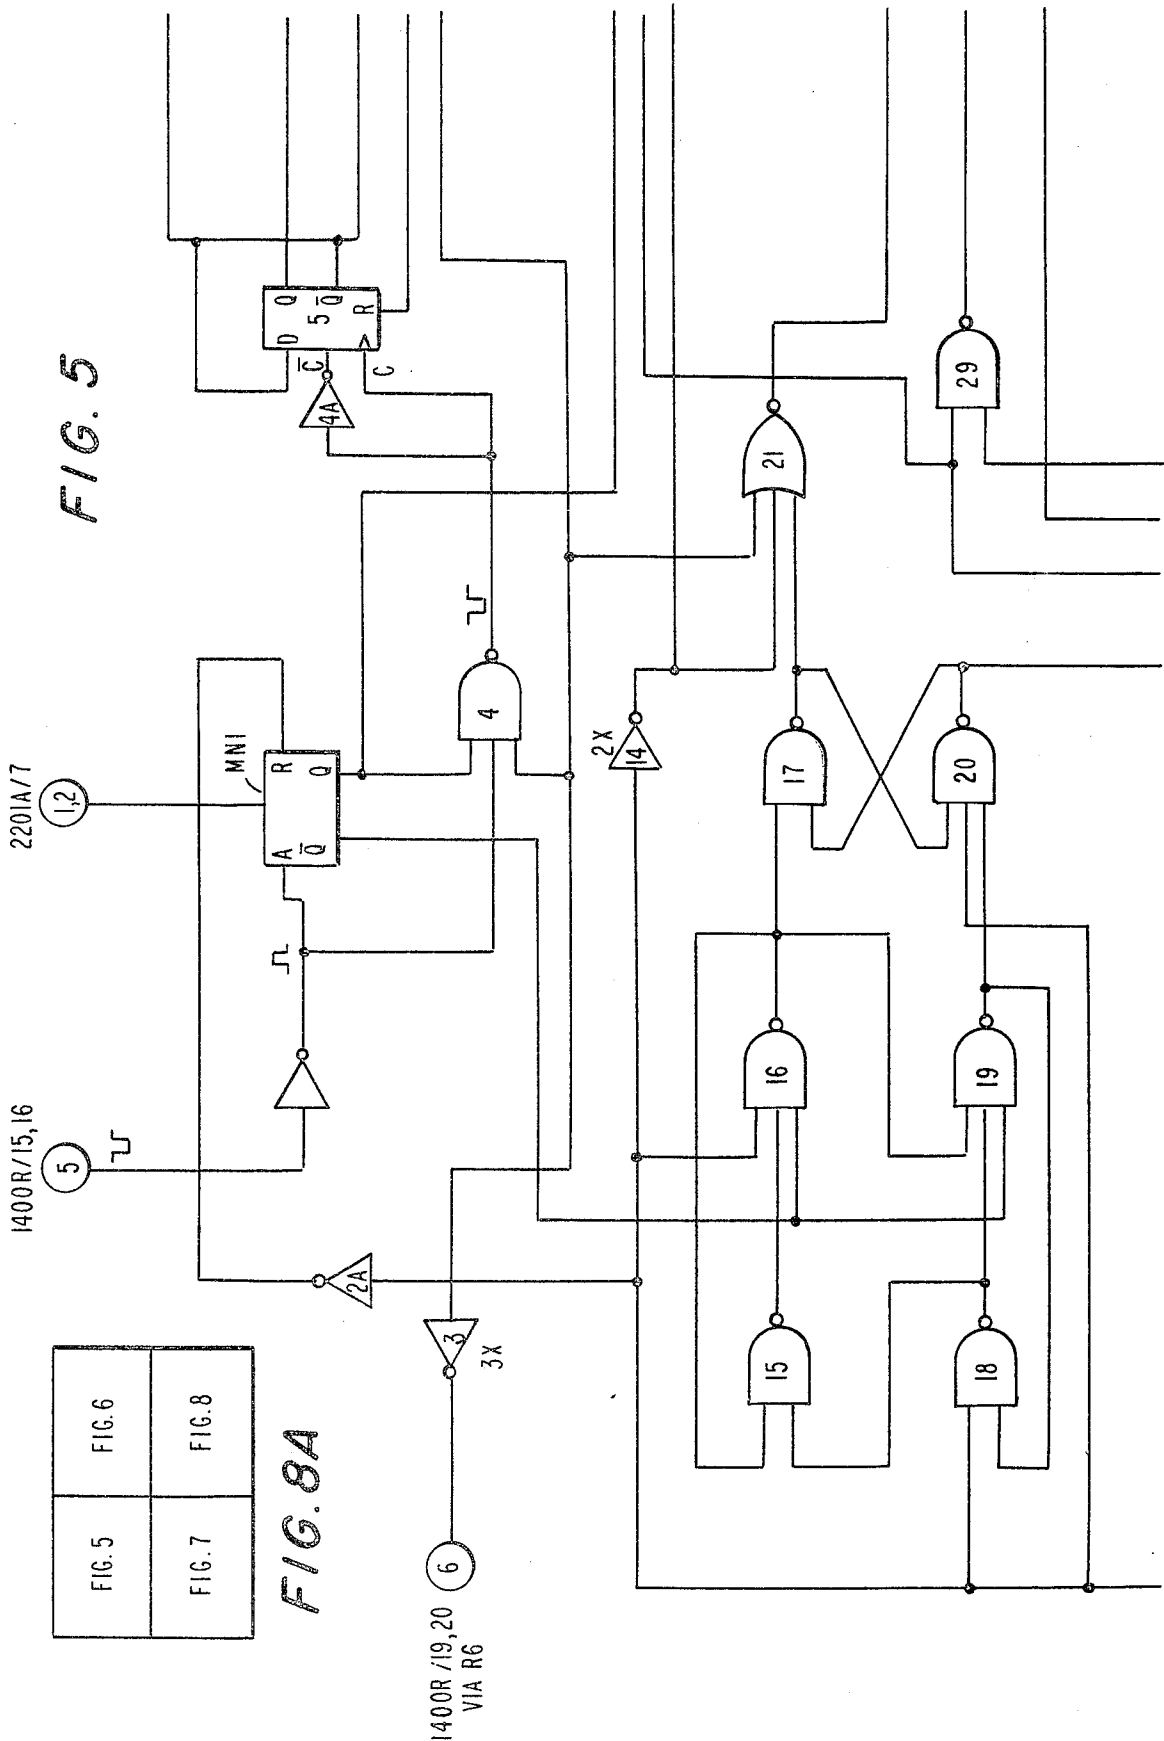 FIG. 5
FIG. 6
FIG. 7
FIG. 8
FIG. 8A
FIG. 5
1400R/15,16
5
2201A/7
1,2
MN1
A
R
Q̅
Q
2A
3
3X
6
1400R/19,20
VIA R6
4
4A
C̅
C
D
Q
5
Q̅
R
2X
14
15
16
17
18
19
20
21
29